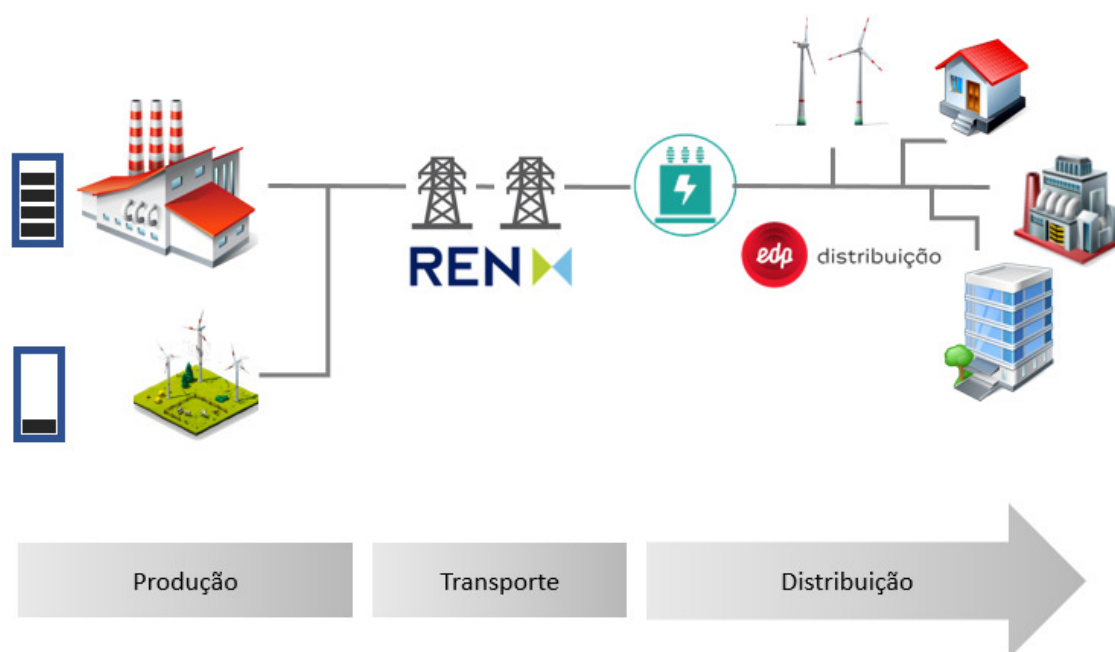 REN
edp distribuição
Produção
Transporte
Distribuição